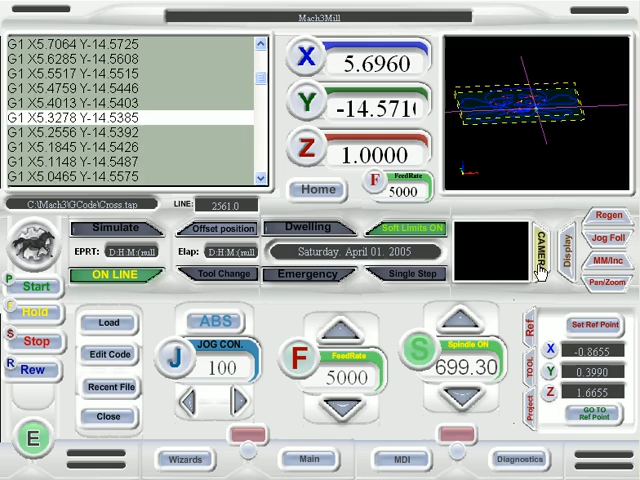 Mach3Mill
G1 X5.7064 Y-14.5725
G1 X5.6285 Y-14.5608
G1 X5.5517 Y-14.5515
G1 X5.4759 Y-14.5446
G1 X5.4013 Y-14.5403
G1 X5.3278 Y-14.5385
G1 X5.2556 Y-14.5392
G1 X5.1845 Y-14.5426
G1 X5.1148 Y-14.5487
G1 X5.0465 Y-14.5575
X 5.6960
Y -14.571
Z 1.0000
Home
F FeedRate
5000
C:\Mach3\GCode\Cross.tap LINE: 2561.0
Simulate Offset position Dwelling Soft Limits ON
EPRT: D:H:M:(null Elap: D:H:M:(null Saturday. April 01. 2005
ON LINE Tool Change Emergency Single Step
CAMERA
Display
Regen
Jog Foll
MM/Inc
Pan/Zoom
P Start
F Hold
S Stop
R Rew
E
Load
Edit Code
Recent File
Close
ABS
J JOG CON.
100
F FeedRate
5000
S Spindle ON
699.30
Ref
TOOL
Project
Set Ref Point
X -0.8655
Y 0.3990
Z 1.6655
GO TO
Ref Point
Wizards Main MDI Diagnostics